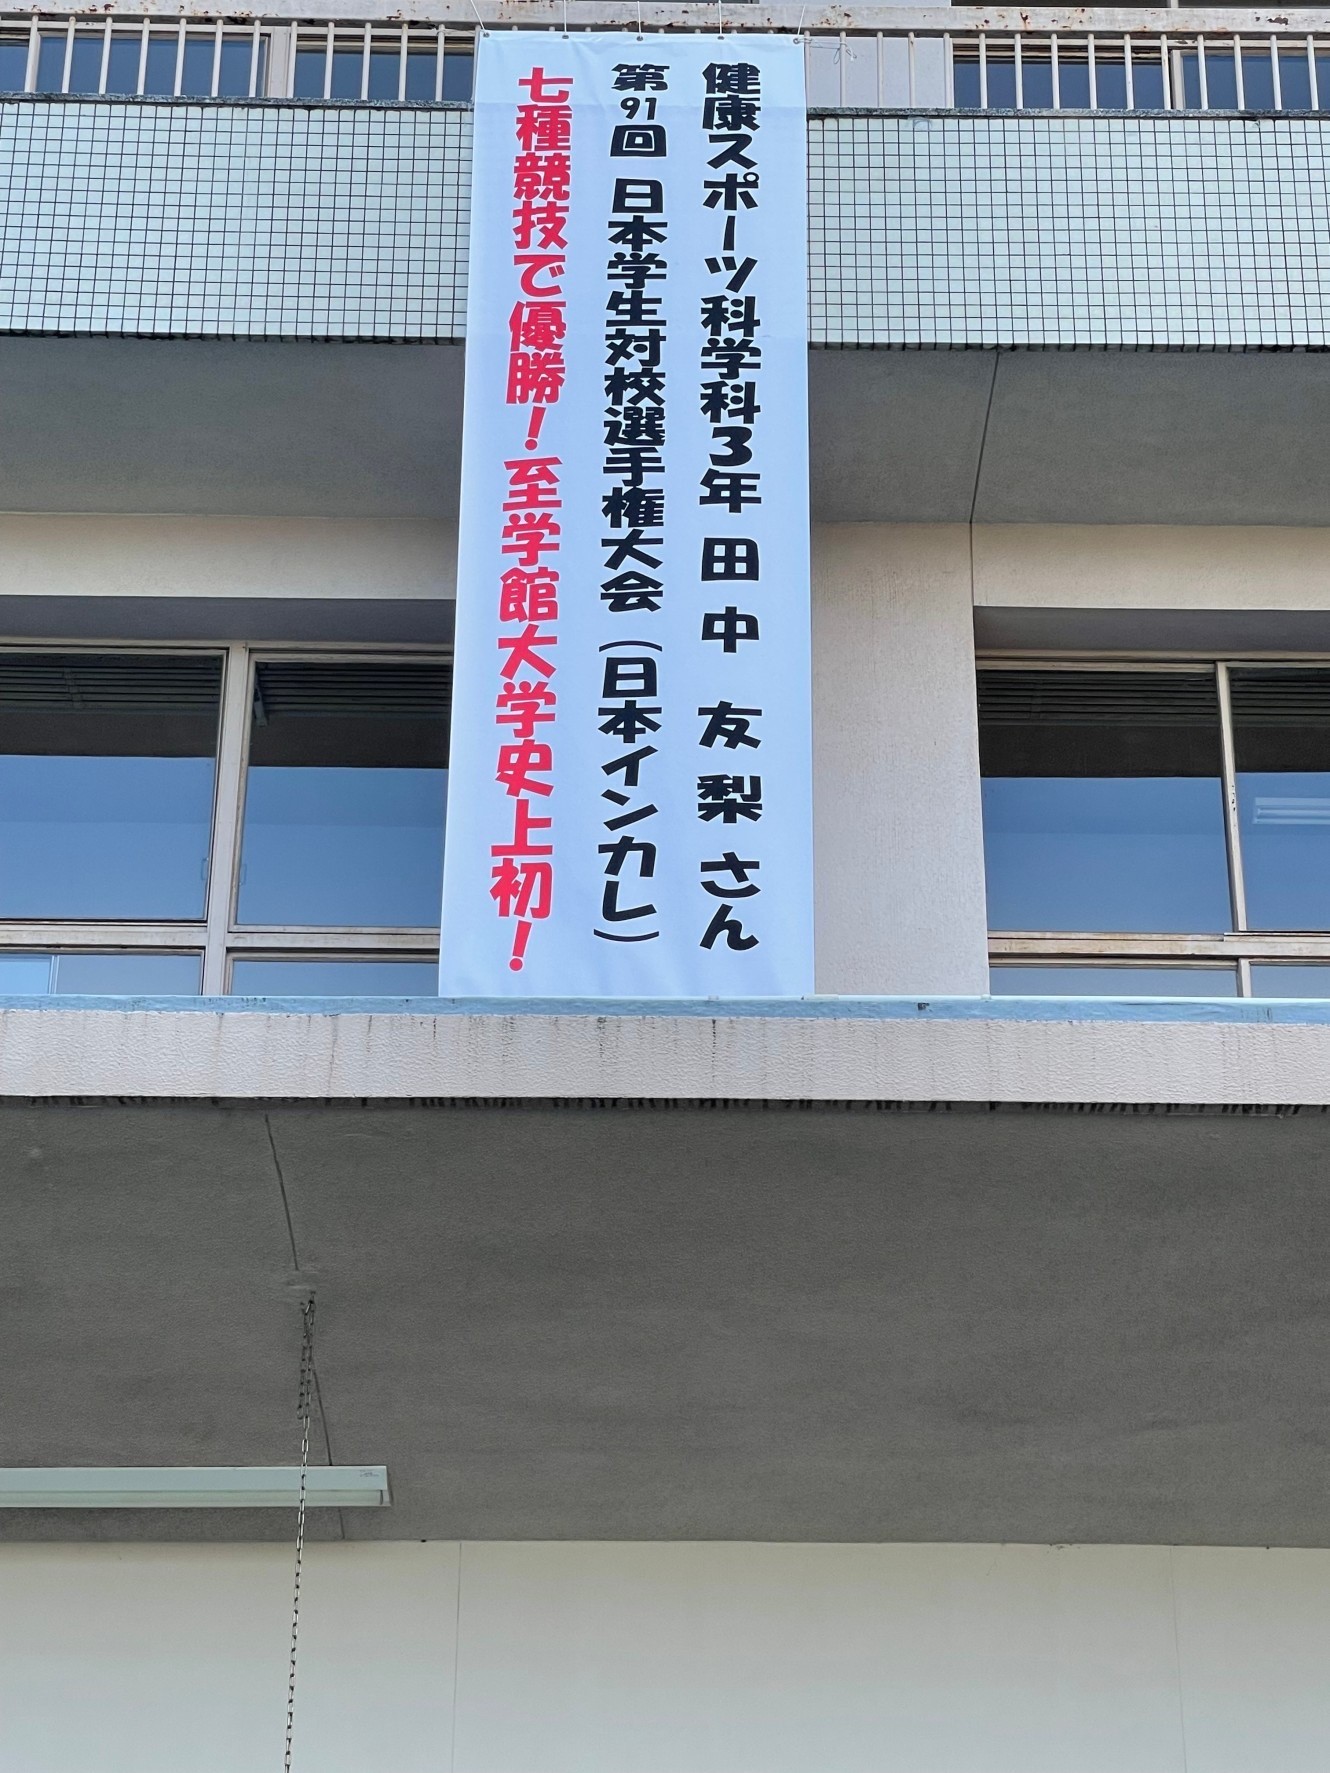 健康スポーツ科学科3年 田中 友梨 さん
第91回 日本学生対校選手権大会(日本インカレ)
七種競技で優勝!至学館大学史上初!